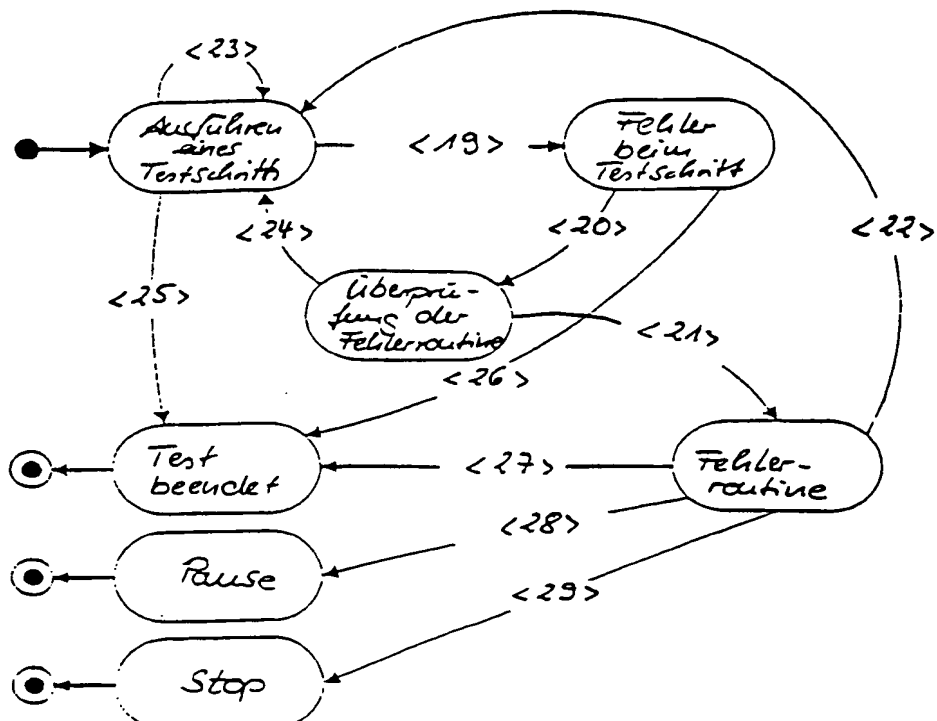 <23>
Ausführen
eines
Testschritts
<19>
Fehler
beim
Testschritt
<24>
<20>
<22>
<25>
Überprü-
fung der
Fehlerroutine
<21>
<26>
Test
beendet
<27>
Fehler-
routine
<28>
Pause
<29>
Stop